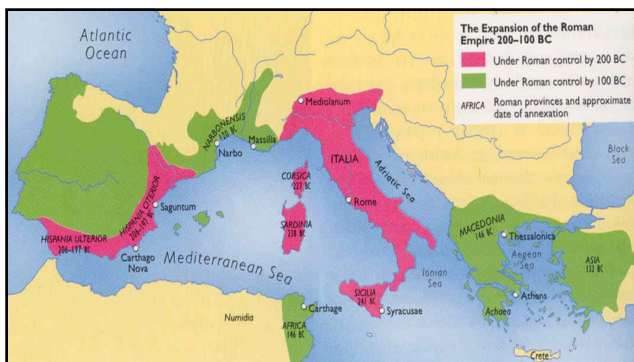 The Expansion of the Roman
Empire 200–100 BC
Under Roman control by 200 BC
Under Roman control by 100 BC
AFRICA
Roman provinces and approximate
date of annexation
Atlantic
Ocean
Mediolanum
NARBONENSIS
120 BC
Narbo
Massilia
ITALIA
Adriatic Sea
Black
Sea
CORSICA
227 BC
Rome
HISPANIA CITERIOR
206–197 BC
Saguntum
SARDINIA
238 BC
MACEDONIA
146 BC
Thessalonica
HISPANIA ULTERIOR
206–197 BC
Carthago
Nova
Mediterranean Sea
Ionian
Sea
Aegean
Sea
ASIA
133 BC
SICILIA
241 BC
Syracusae
Athens
Achaea
Numidia
Carthage
AFRICA
146 BC
Crete